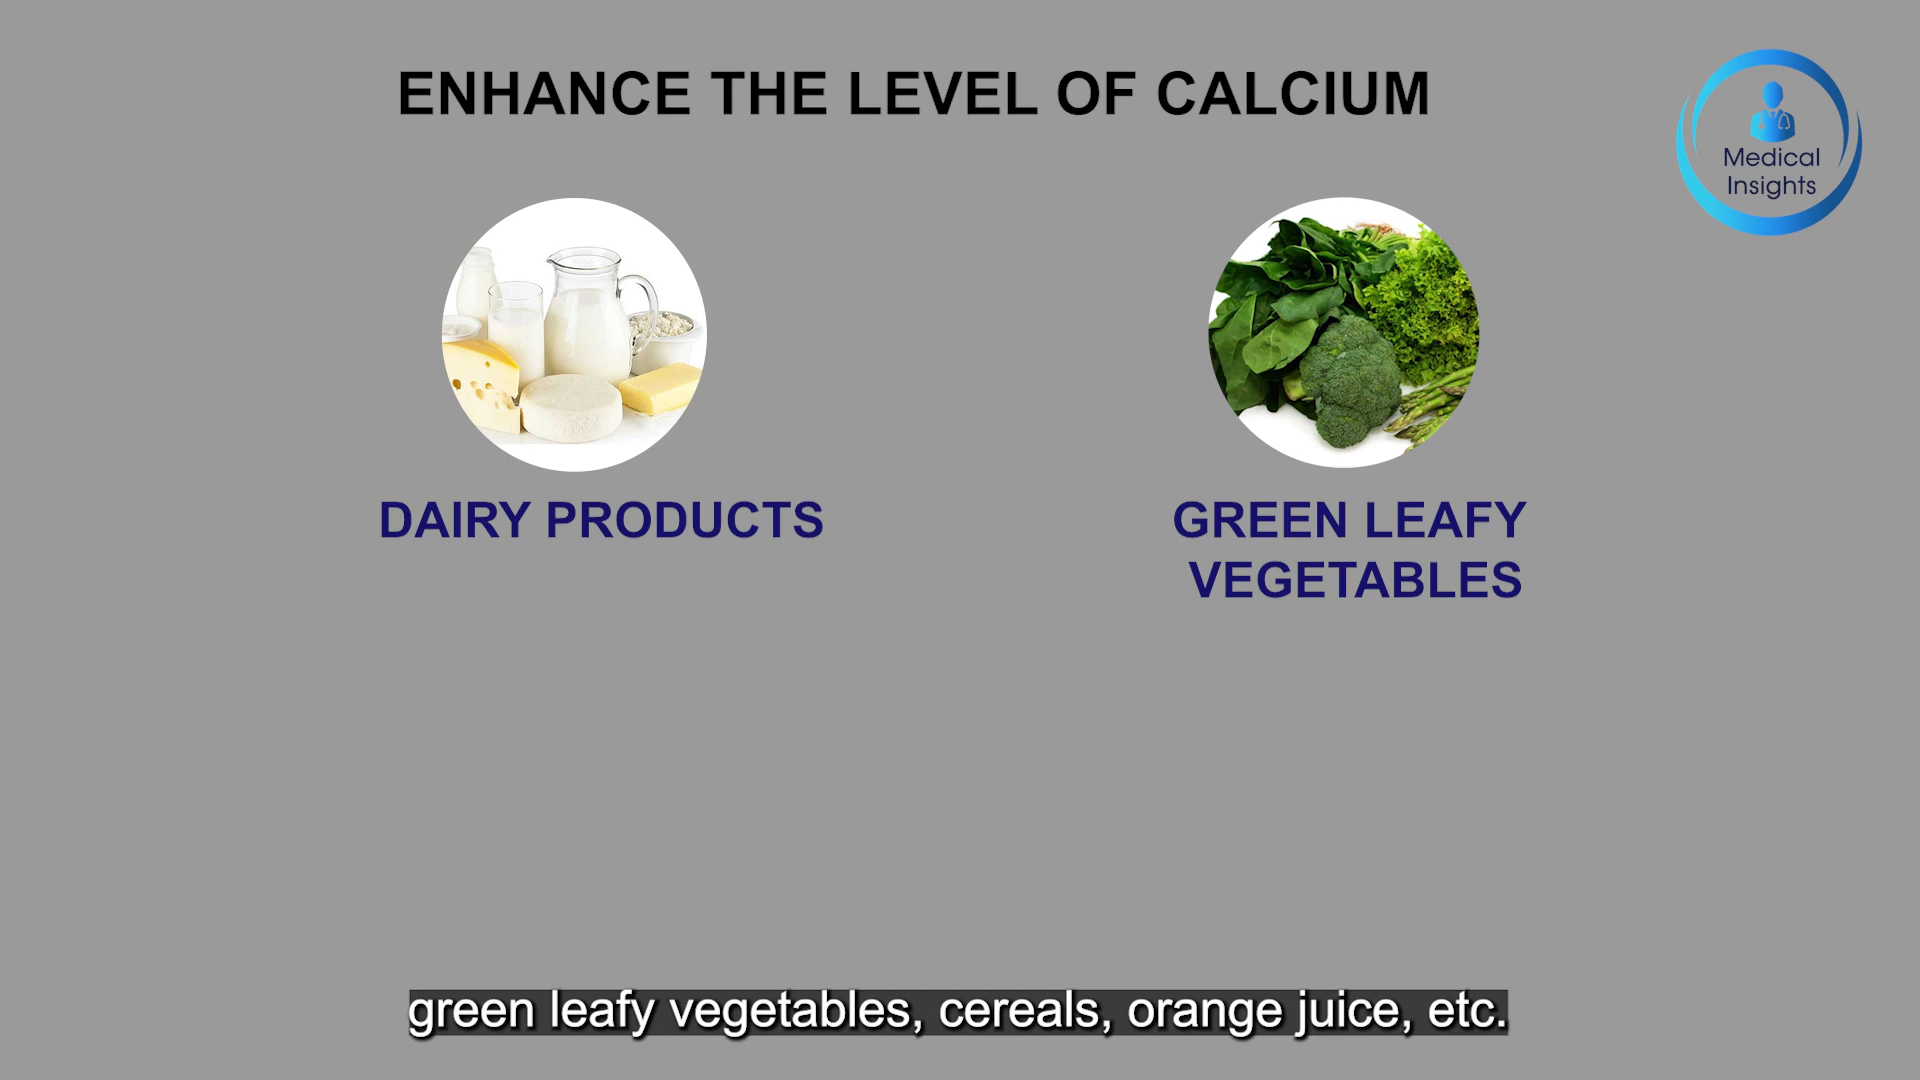 ENHANCE THE LEVEL OF CALCIUM
Medical
Insights
DAIRY PRODUCTS
GREEN LEAFY
VEGETABLES
green leafy vegetables, cereals, orange juice, etc.